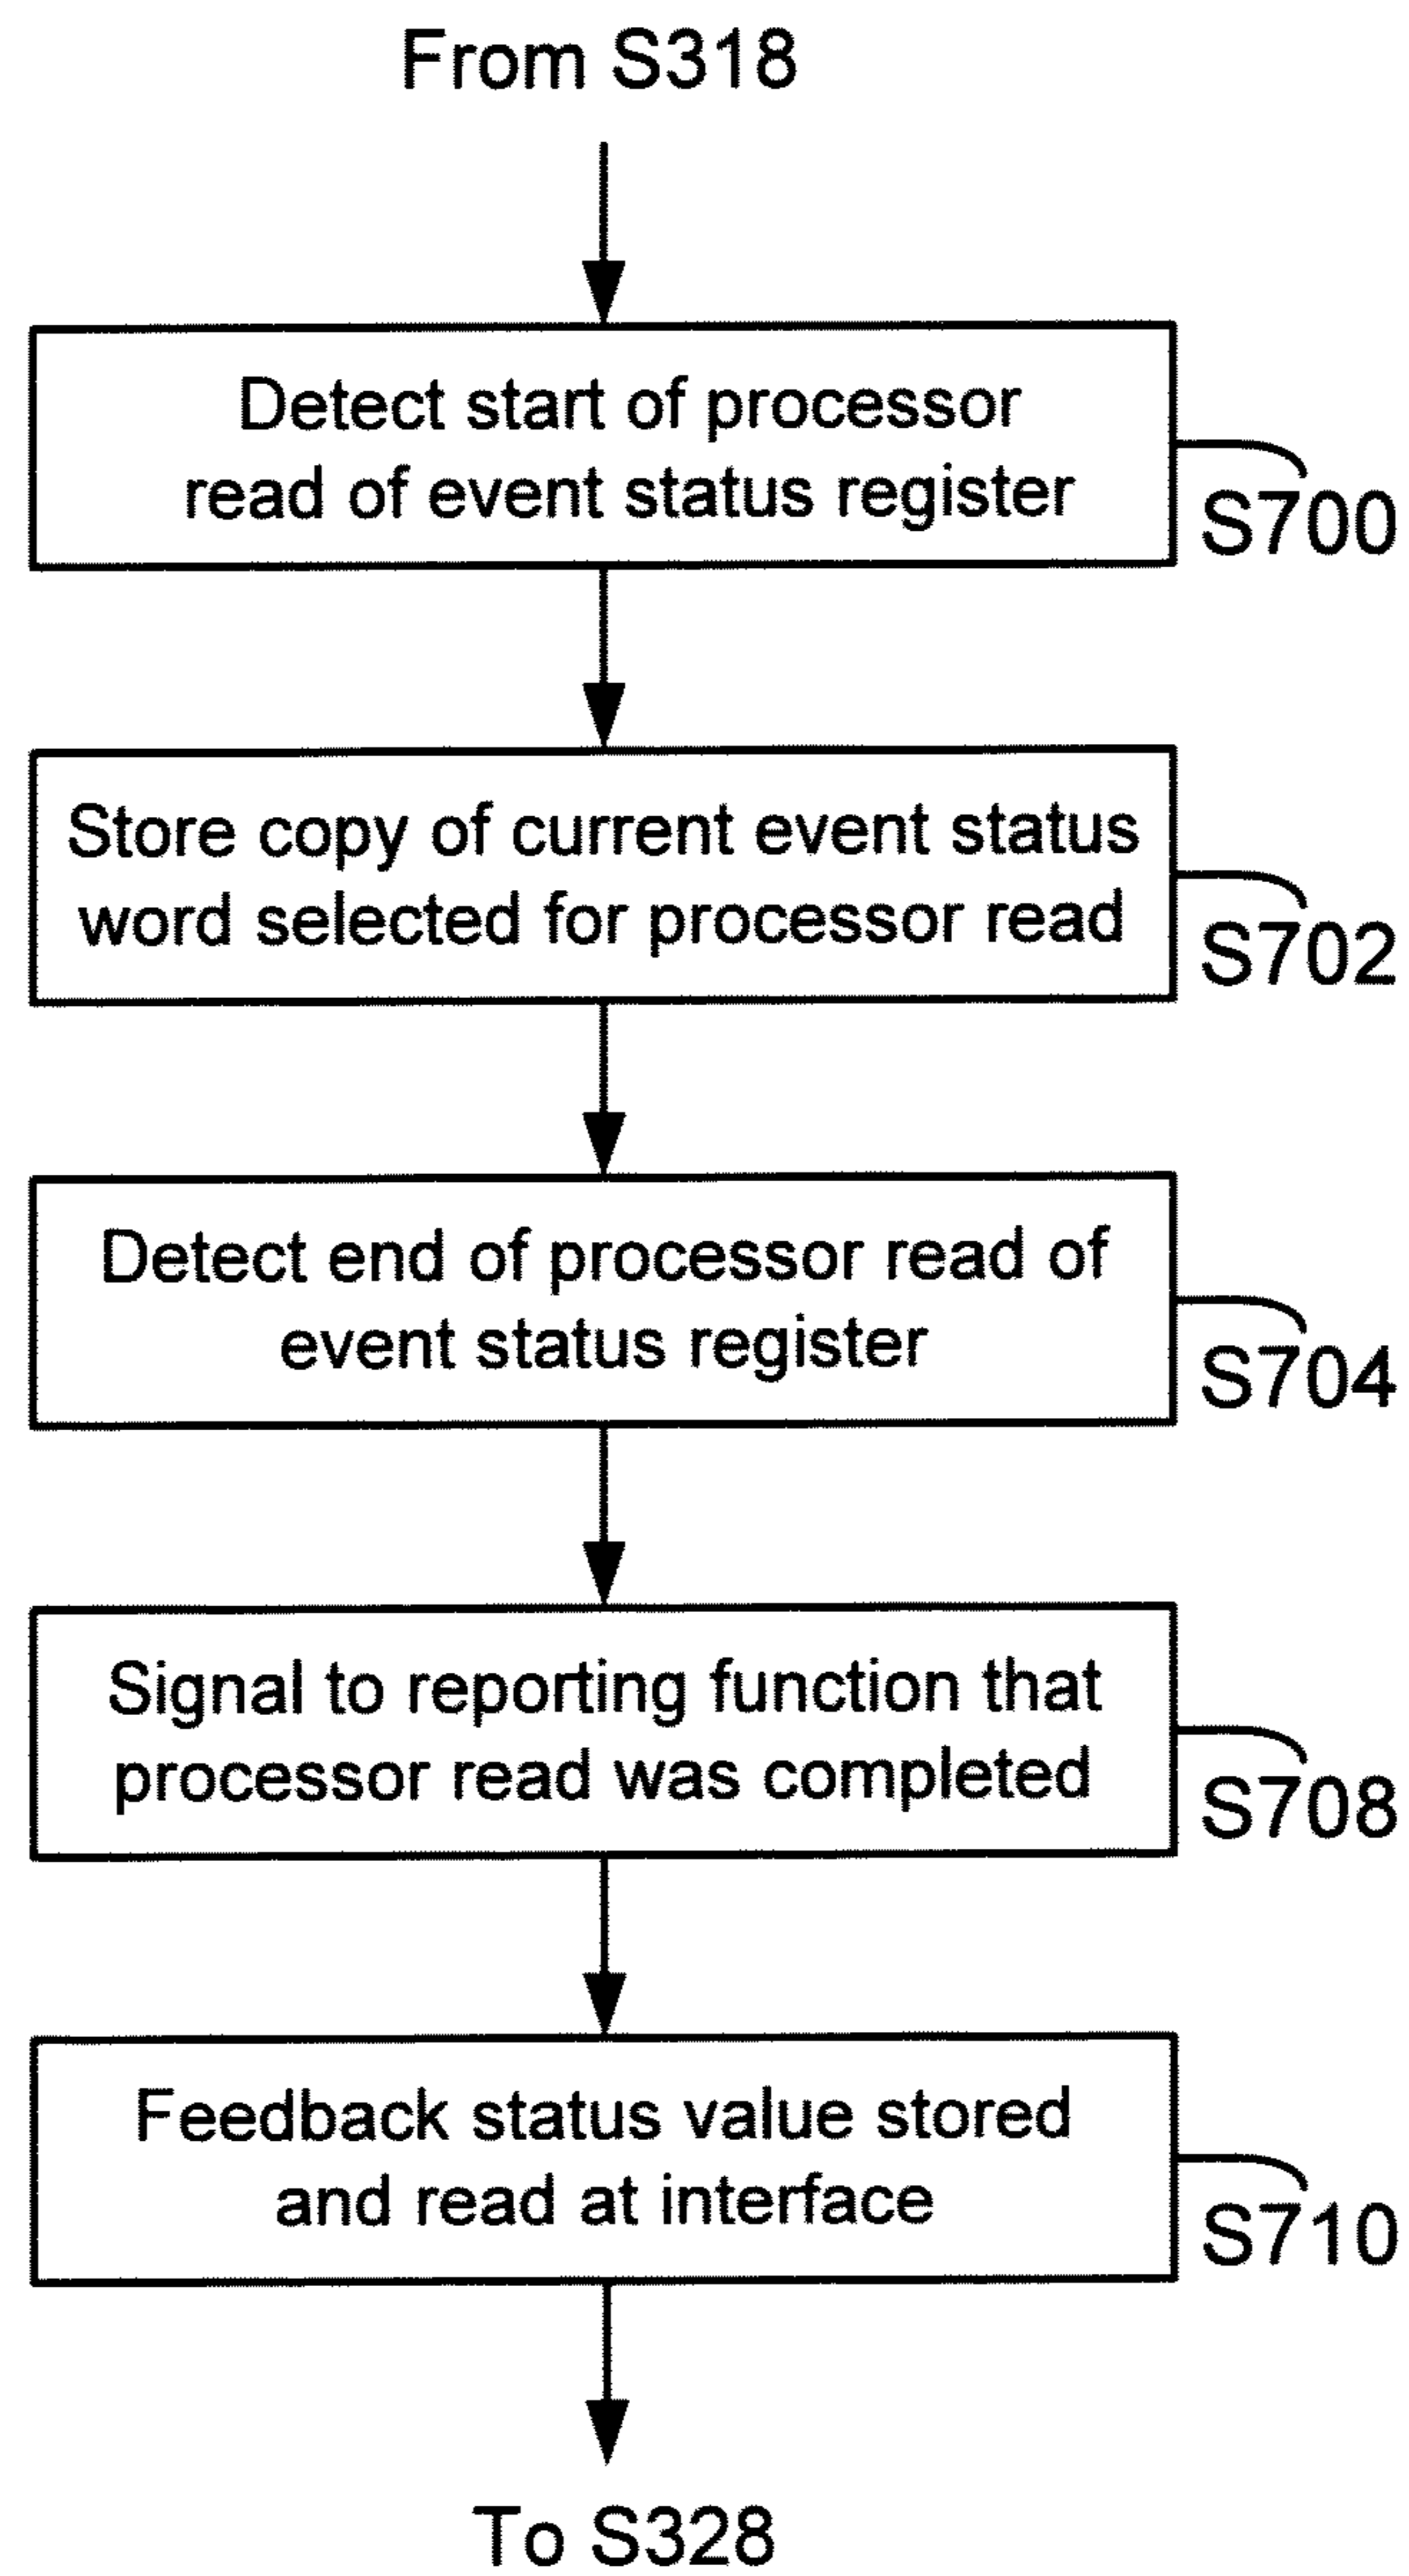 From S318
Detect start of processor
read of event status register
S700
Store copy of current event status
word selected for processor read
S702
Detect end of processor read of
event status register
S704
Signal to reporting function that
processor read was completed
S708
Feedback status value stored
and read at interface
S710
To S328